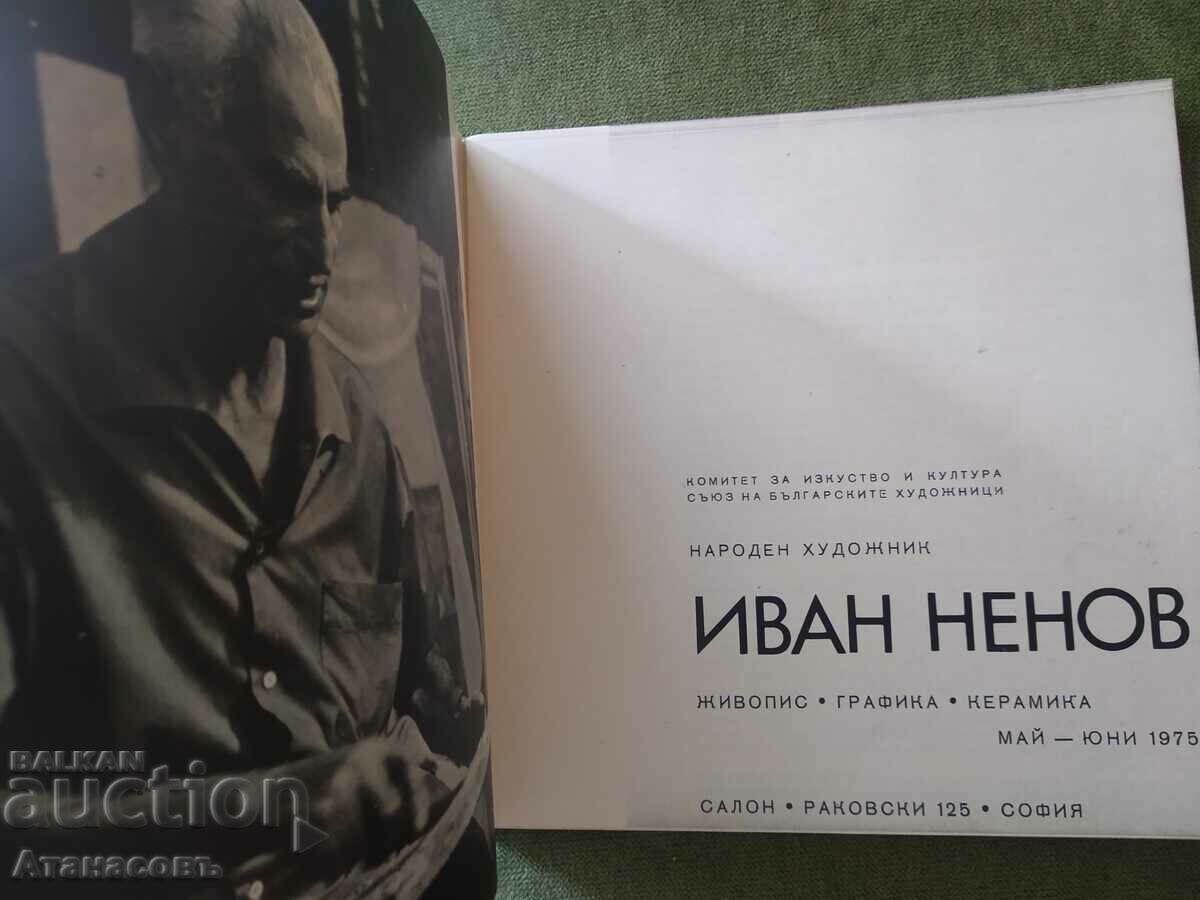 КОМИТЕТ ЗА ИЗКУСТВО И КУЛТУРА
СЪЮЗ НА БЪЛГАРСКИТЕ ХУДОЖНИЦИ
НАРОДЕН ХУДОЖНИК
ИВАН НЕНОВ
ЖИВОПИС • ГРАФИКА • КЕРАМИКА
МАЙ — ЮНИ 1975
САЛОН • РАКОВСКИ 125 • СОФИЯ
BALKAN
auction
Атанасовъ